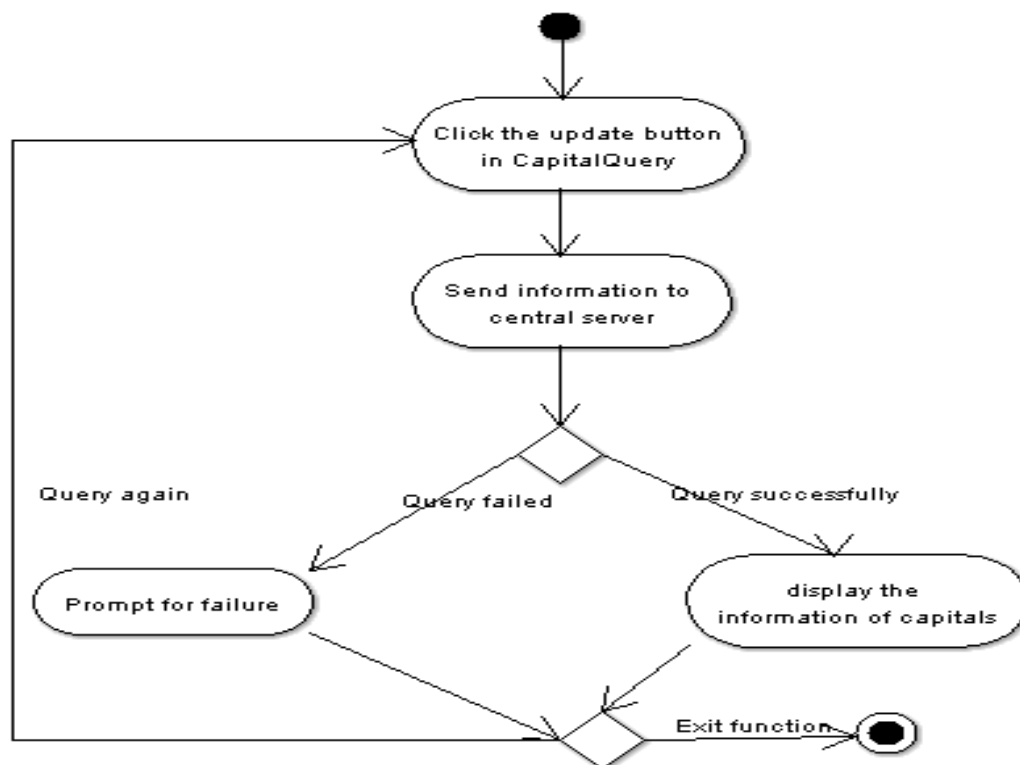 Click the update button
in CapitalQuery
Send information to
central server
Query again
Query failed
Query successfully
Prompt for failure
display the
information of capitals
Exit function